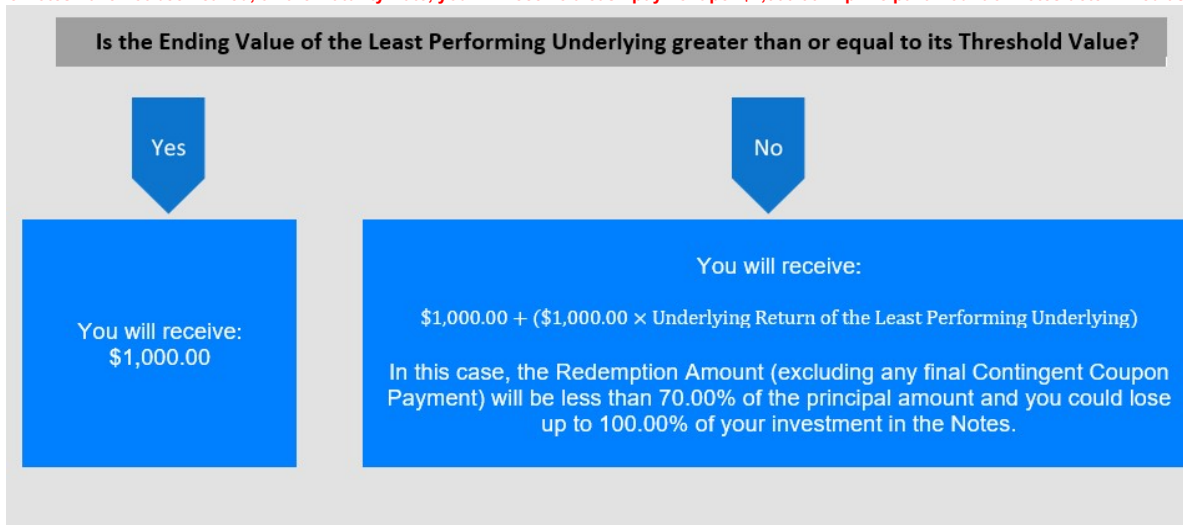 Is the Ending Value of the Least Performing Underlying greater than or equal to its Threshold Value?
Yes
No
You will receive:
$1,000.00
You will receive:
$1,000.00 + ($1,000.00 × Underlying Return of the Least Performing Underlying)
In this case, the Redemption Amount (excluding any final Contingent Coupon
Payment) will be less than 70.00% of the principal amount and you could lose
up to 100.00% of your investment in the Notes.